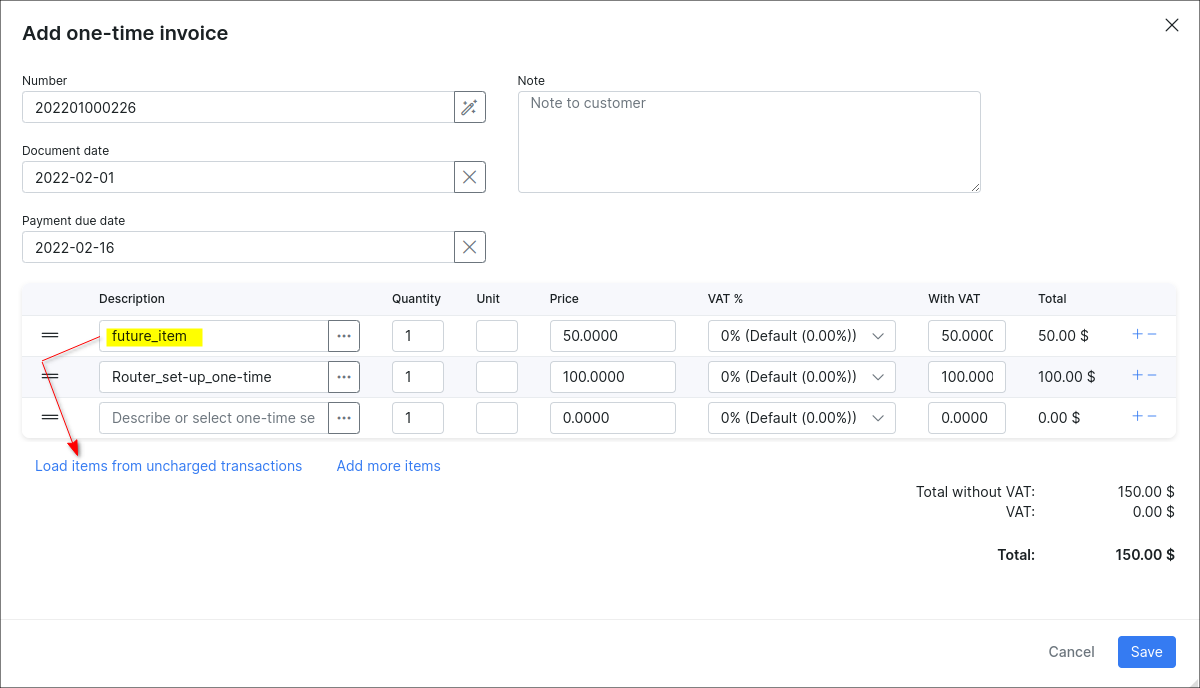 Add one-time invoice
Number
202201000226
Document date
2022-02-01
Payment due date
2022-02-16
Note
Note to customer
Description Quantity Unit Price VAT % With VAT Total
future_item ... 1 50.0000 0% (Default (0.00%)) 50.000 50.00 $ + −
Router_set-up_one-time ... 1 100.0000 0% (Default (0.00%)) 100.000 100.00 $ + −
Describe or select one-time se ... 1 0.0000 0% (Default (0.00%)) 0.0000 0.00 $ + −
Load items from uncharged transactions Add more items
Total without VAT: 150.00 $
VAT: 0.00 $
Total: 150.00 $
Cancel Save